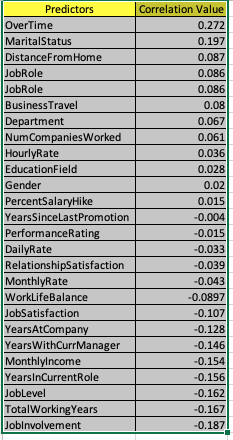 Predictors Correlation Value
OverTime 0.272
MaritalStatus 0.197
DistanceFromHome 0.087
JobRole 0.086
JobRole 0.086
BusinessTravel 0.08
Department 0.067
NumCompaniesWorked 0.061
HourlyRate 0.036
EducationField 0.028
Gender 0.02
PercentSalaryHike 0.015
YearsSinceLastPromotion -0.004
PerformanceRating -0.015
DailyRate -0.033
RelationshipSatisfaction -0.039
MonthlyRate -0.043
WorkLifeBalance -0.0897
JobSatisfaction -0.107
YearsAtCompany -0.128
YearsWithCurrManager -0.146
MonthlyIncome -0.154
YearsInCurrentRole -0.156
JobLevel -0.162
TotalWorkingYears -0.167
JobInvolvement -0.187